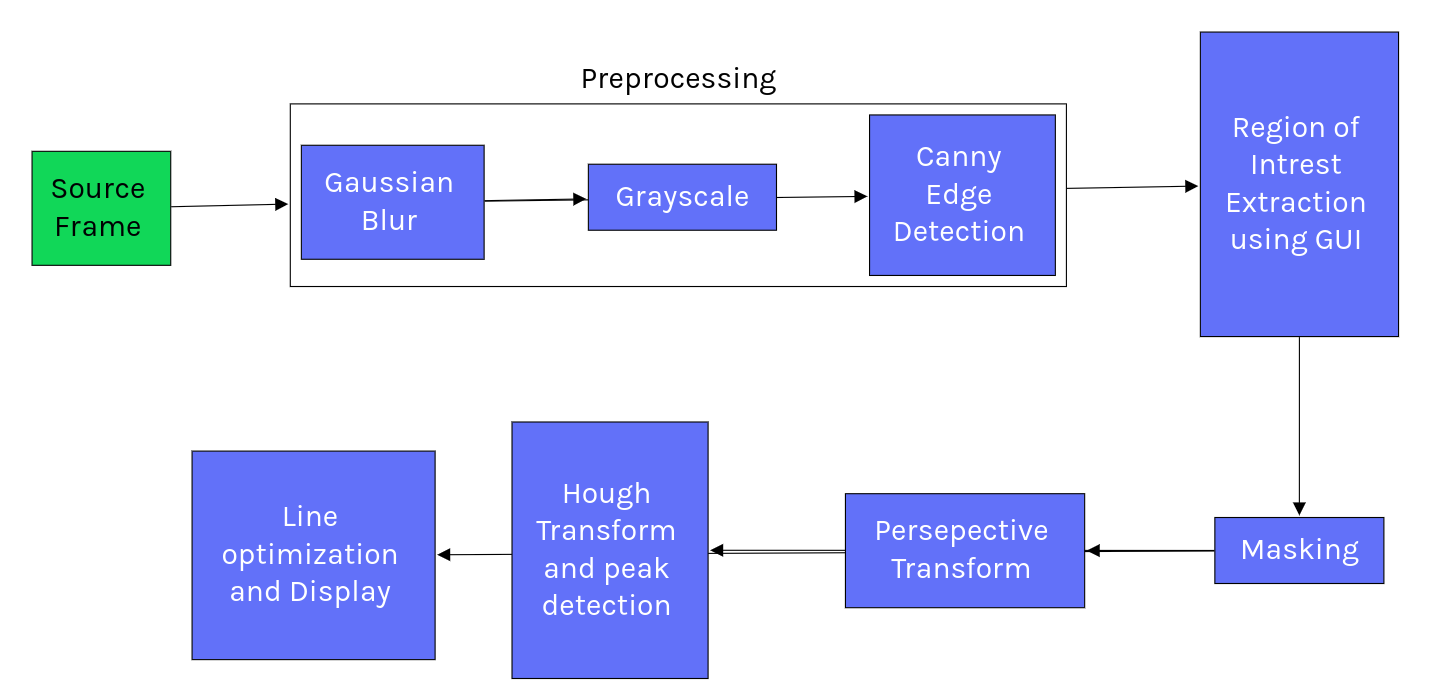 Preprocessing
Source
Frame
Gaussian
Blur
Grayscale
Canny
Edge
Detection
Region of
Intrest
Extraction
using GUI
Masking
Persepective
Transform
Hough
Transform
and peak
detection
Line
optimization
and Display